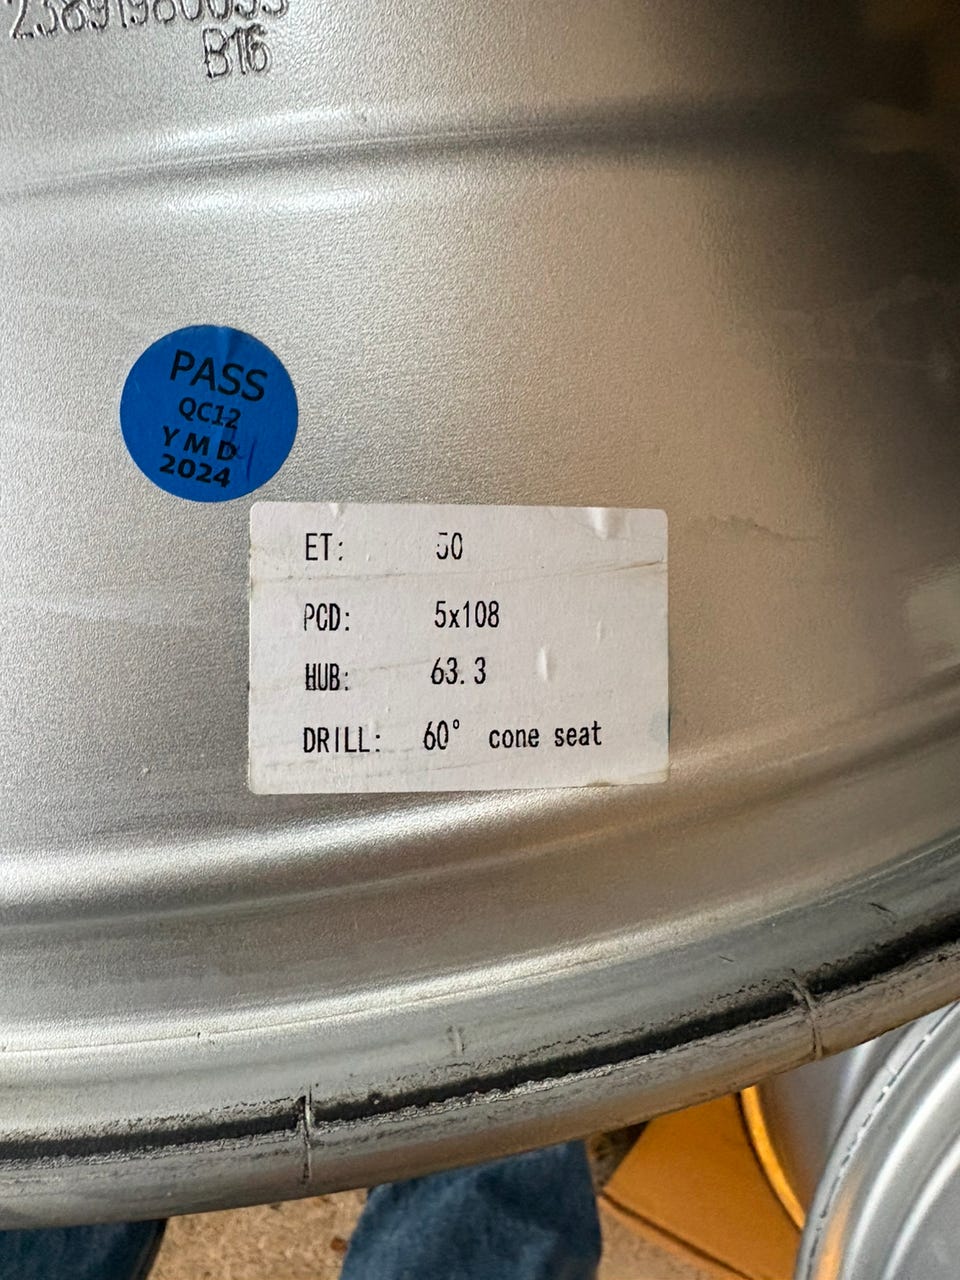 B16
PASS
QC12
Y M D
2024
ET: 50
PCD: 5x108
HUB: 63.3
DRILL: 60° cone seat